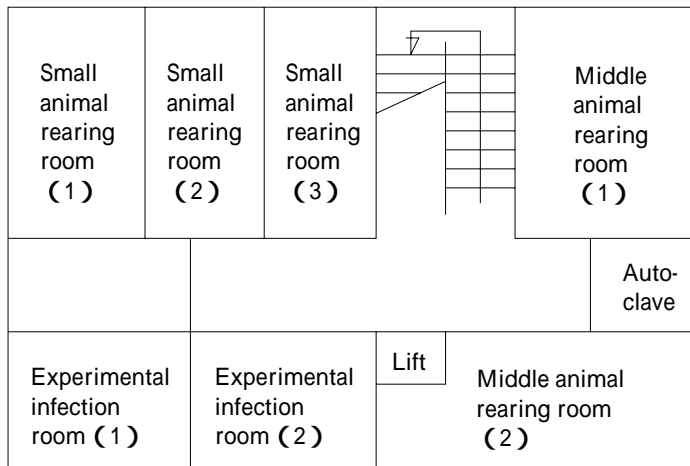 Small
animal
rearing
room
(1)
Small
animal
rearing
room
(2)
Small
animal
rearing
room
(3)
Middle
animal
rearing
room
(1)
Auto-
clave
Experimental
infection
room (1)
Experimental
infection
room (2)
Lift
Middle animal
rearing room
(2)